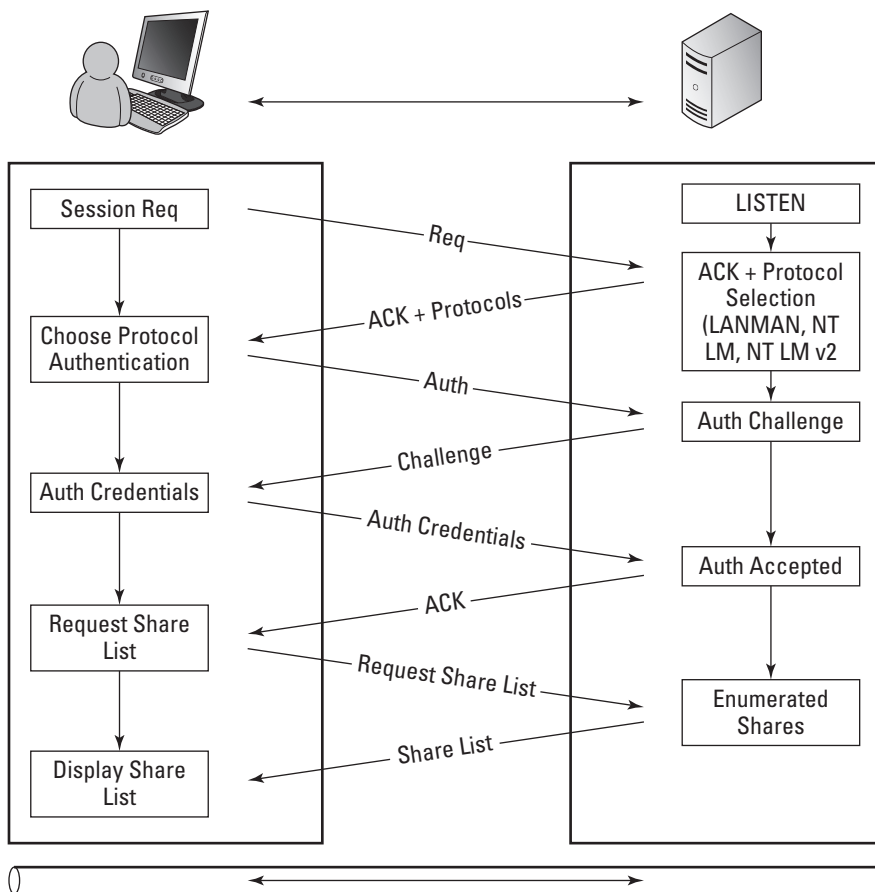 Session Req
LISTEN
Req
ACK + Protocol
Selection
(LANMAN, NT
LM, NT LM v2
ACK + Protocols
Choose Protocol
Authentication
Auth
Auth Challenge
Challenge
Auth Credentials
Auth Credentials
Auth Accepted
ACK
Request Share
List
Request Share List
Enumerated
Shares
Share List
Display Share
List